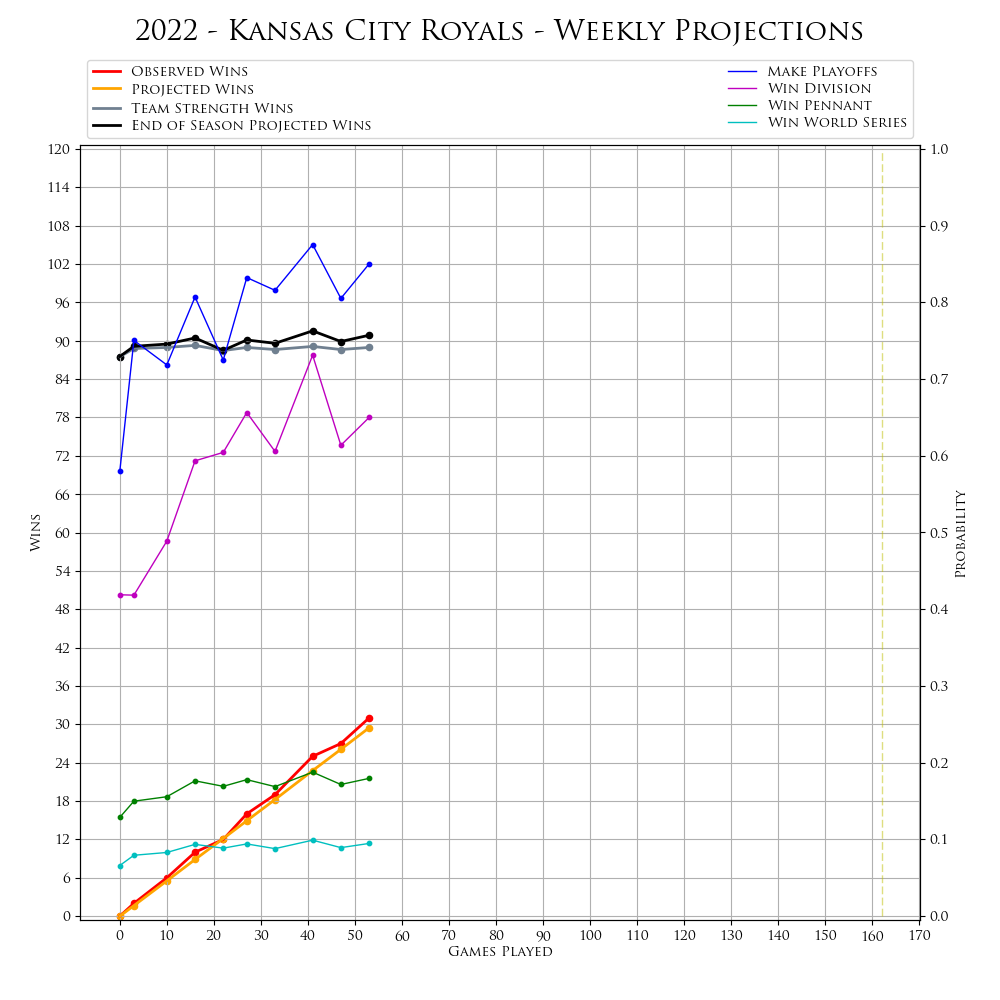 2022 - Kansas City Royals - Weekly Projections
Observed Wins
Projected Wins
Team Strength Wins
End of Season Projected Wins
Make Playoffs
Win Division
Win Pennant
Win World Series
120
114
108
102
96
90
84
78
72
66
60
54
48
42
36
30
24
18
12
6
0
Wins
1.0
0.9
0.8
0.7
0.6
0.5
0.4
0.3
0.2
0.1
0.0
Probability
0 10 20 30 40 50 60 70 80 90 100 110 120 130 140 150 160 170
Games Played